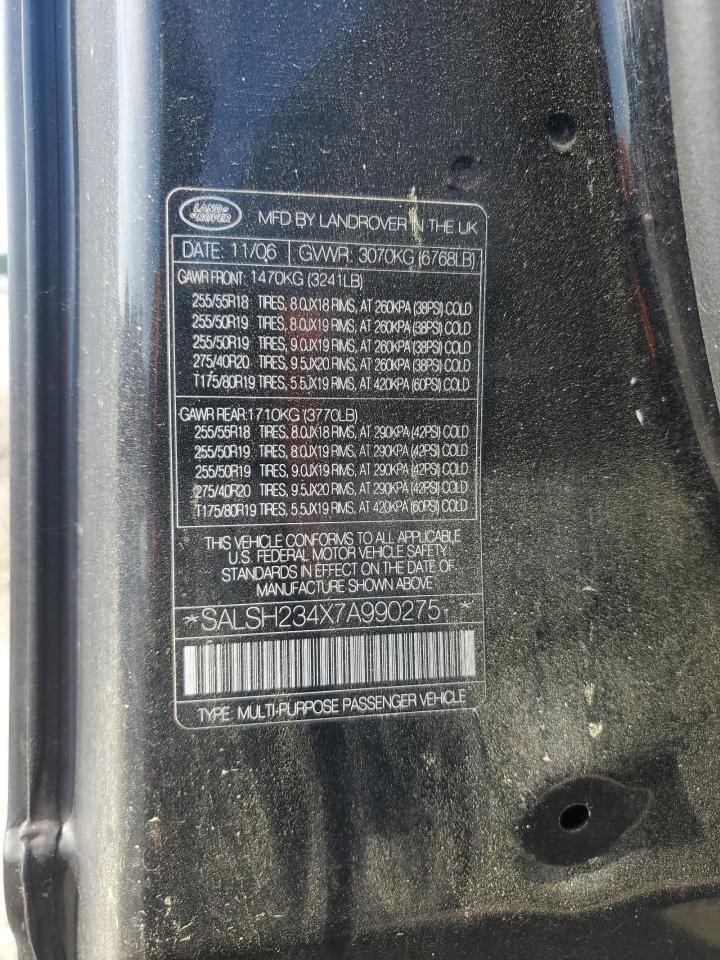 LAND ROVER
MFD BY LANDROVER IN THE UK
DATE: 11/06 GVWR: 3070KG (6768LB)
GAWR FRONT: 1470KG (3241LB)
255/55R18 TIRES, 8.0JX18 RIMS, AT 260KPA (38PSI) COLD
255/50R19 TIRES, 8.0JX19 RIMS, AT 260KPA (38PSI) COLD
255/50R19 TIRES, 9.0JX19 RIMS, AT 260KPA (38PSI) COLD
275/40R20 TIRES, 9.5JX20 RIMS, AT 260KPA (38PSI) COLD
T175/80R19 TIRES, 5.5JX19 RIMS, AT 420KPA (60PSI) COLD
GAWR REAR:1710KG (3770LB)
255/55R18 TIRES, 8.0JX18 RIMS, AT 290KPA (42PSI) COLD
255/50R19 TIRES, 8.0JX19 RIMS, AT 290KPA (42PSI) COLD
255/50R19 TIRES, 9.0JX19 RIMS, AT 290KPA (42PSI) COLD
275/40R20 TIRES, 9.5JX20 RIMS, AT 290KPA (42PSI) COLD
T175/80R19 TIRES, 5.5JX19 RIMS, AT 420KPA (60PSI) COLD
THIS VEHICLE CONFORMS TO ALL APPLICABLE
U.S. FEDERAL MOTOR VEHICLE SAFETY
STANDARDS IN EFFECT ON THE DATE OF
MANUFACTURE SHOWN ABOVE
*SALSH234X7A990275 *
TYPE: MULTI-PURPOSE PASSENGER VEHICLE